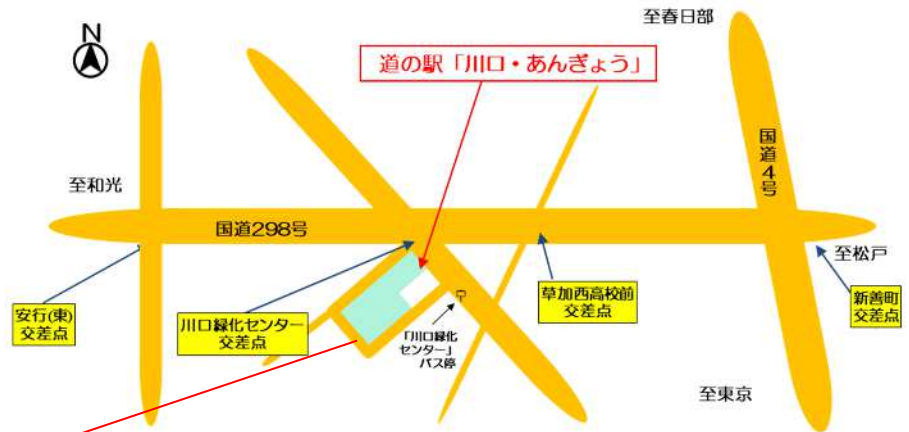 至春日部
N
道の駅「川口・あんぎょう」
国道4号
至和光
国道298号
至松戸
安行(東)
交差点
川口緑化センター
交差点
「川口緑化
センター」
バス停
草加西高校前
交差点
新善町
交差点
至東京